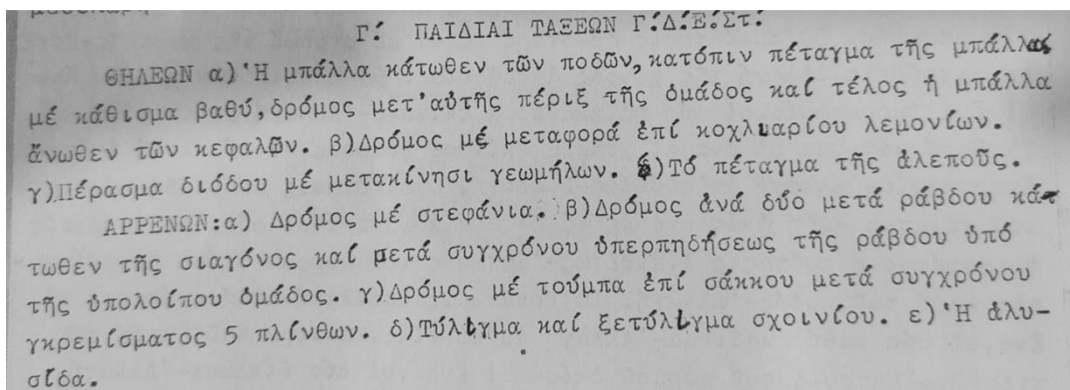 Γ΄. ΠΑΙΔΙΑΙ ΤΑΞΕΩΝ Γ΄.Δ΄.Ε΄.Στ΄.
ΘΗΛΕΩΝ α) Ἡ μπάλλα κάτωθεν τῶν ποδῶν, κατόπιν πέταγμα τῆς μπάλλας
μέ κάθισμα βαθύ, δρόμος μετ'αὐτῆς πέριξ τῆς ὁμάδος καί τέλος ἡ μπάλλα
ἄνωθεν τῶν κεφαλῶν. β)Δρόμος μέ μεταφορά ἐπί κοχλιαρίου λεμονίων.
γ)Πέρασμα διόδου μέ μετακίνησι γεωμήλων. δ)Τό πέταγμα τῆς ἀλεποῦς.
ΑΡΡΕΝΩΝ:α) Δρόμος μέ στεφάνια. β)Δρόμος ἀνά δύο μετά ράβδου κά-
τωθεν τῆς σιαγόνος καί μετά συγχρόνου ὑπερπηδήσεως τῆς ράβδου ὑπό
τῆς ὑπολοίπου ὁμάδος. γ)Δρόμος μέ τούμπα ἐπί σάκκου μετά συγχρόνου
γκρεμίσματος 5 πλίνθων. δ)Τύλιγμα καί ξετύλιγμα σχοινίου. ε) Ἡ ἁλυ-
σίδα.